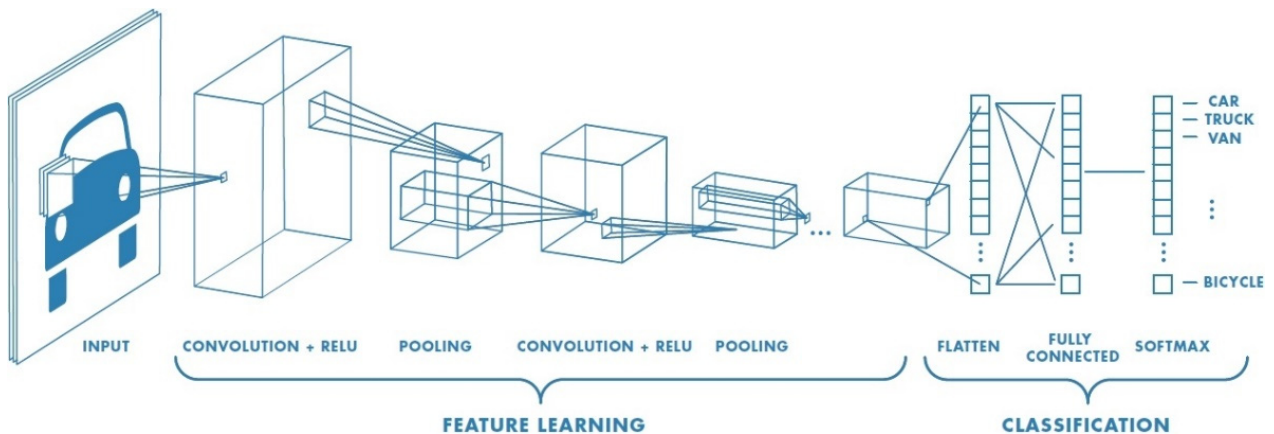 CAR
TRUCK
VAN
BICYCLE
INPUT
CONVOLUTION + RELU
POOLING
CONVOLUTION + RELU
POOLING
FLATTEN
FULLY
CONNECTED
SOFTMAX
FEATURE LEARNING
CLASSIFICATION